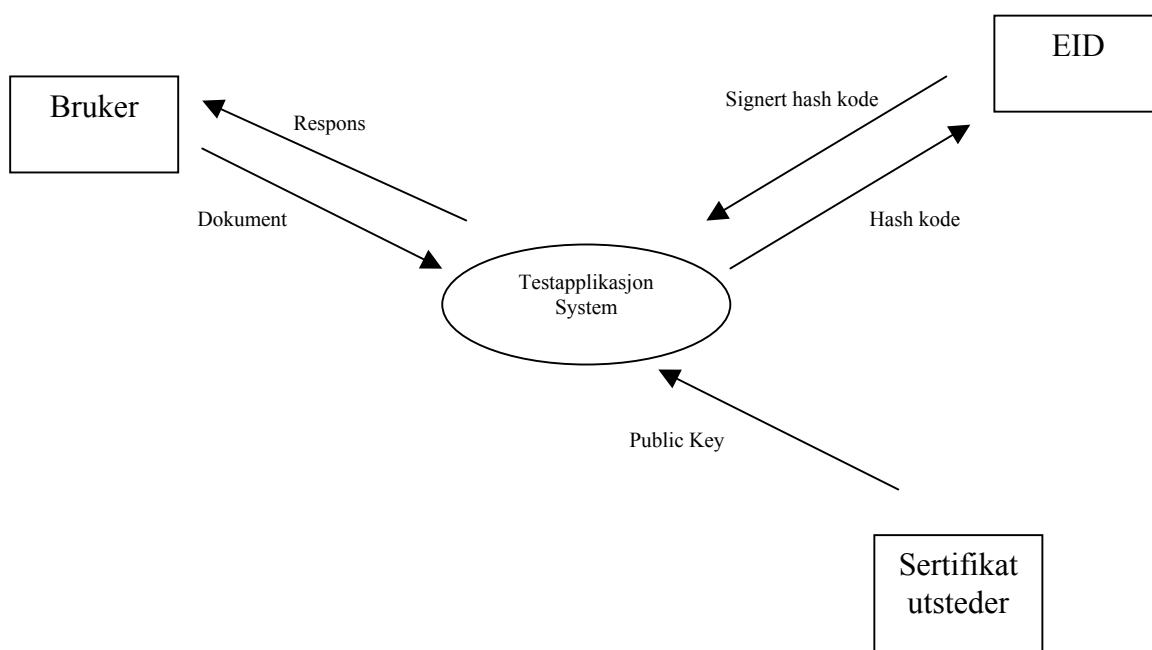 EID
Bruker
Signert hash kode
Respons
Dokument
Hash kode
Testapplikasjon
System
Public Key
Sertifikat
utsteder